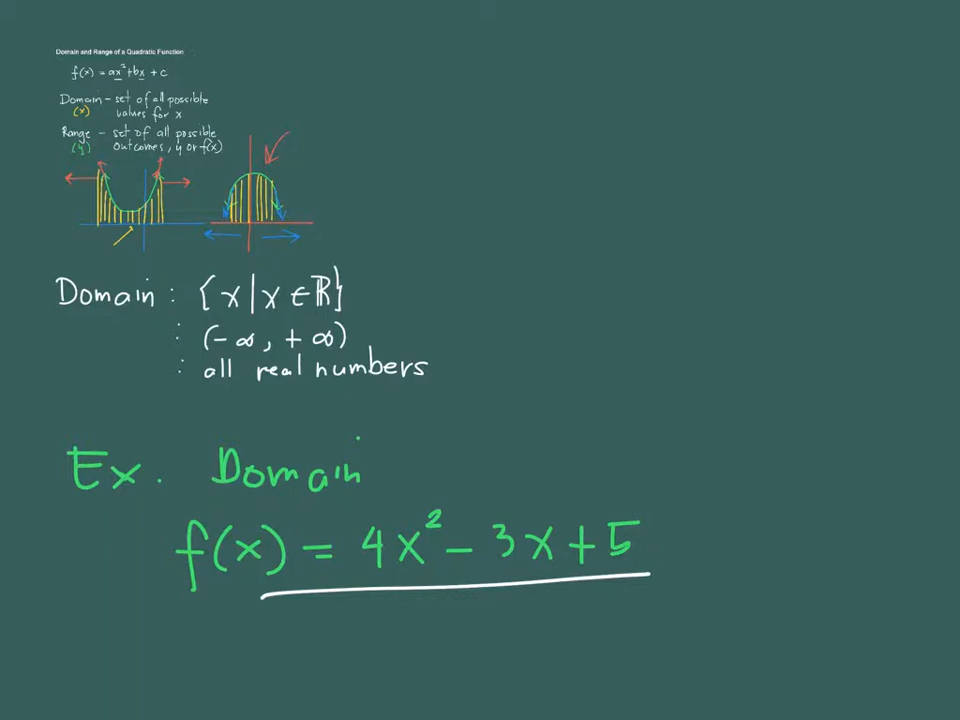 Domain and Range of a Quadratic Function
f(x) = ax² + bx + c
Domain - set of all possible
(x) values for x
Range - set of all possible
(y) outcomes, y or f(x)
Domain : {x | x ∈ ℝ}
: (-∞, +∞)
: all real numbers
Ex. Domain
f(x) = 4x² - 3x + 5